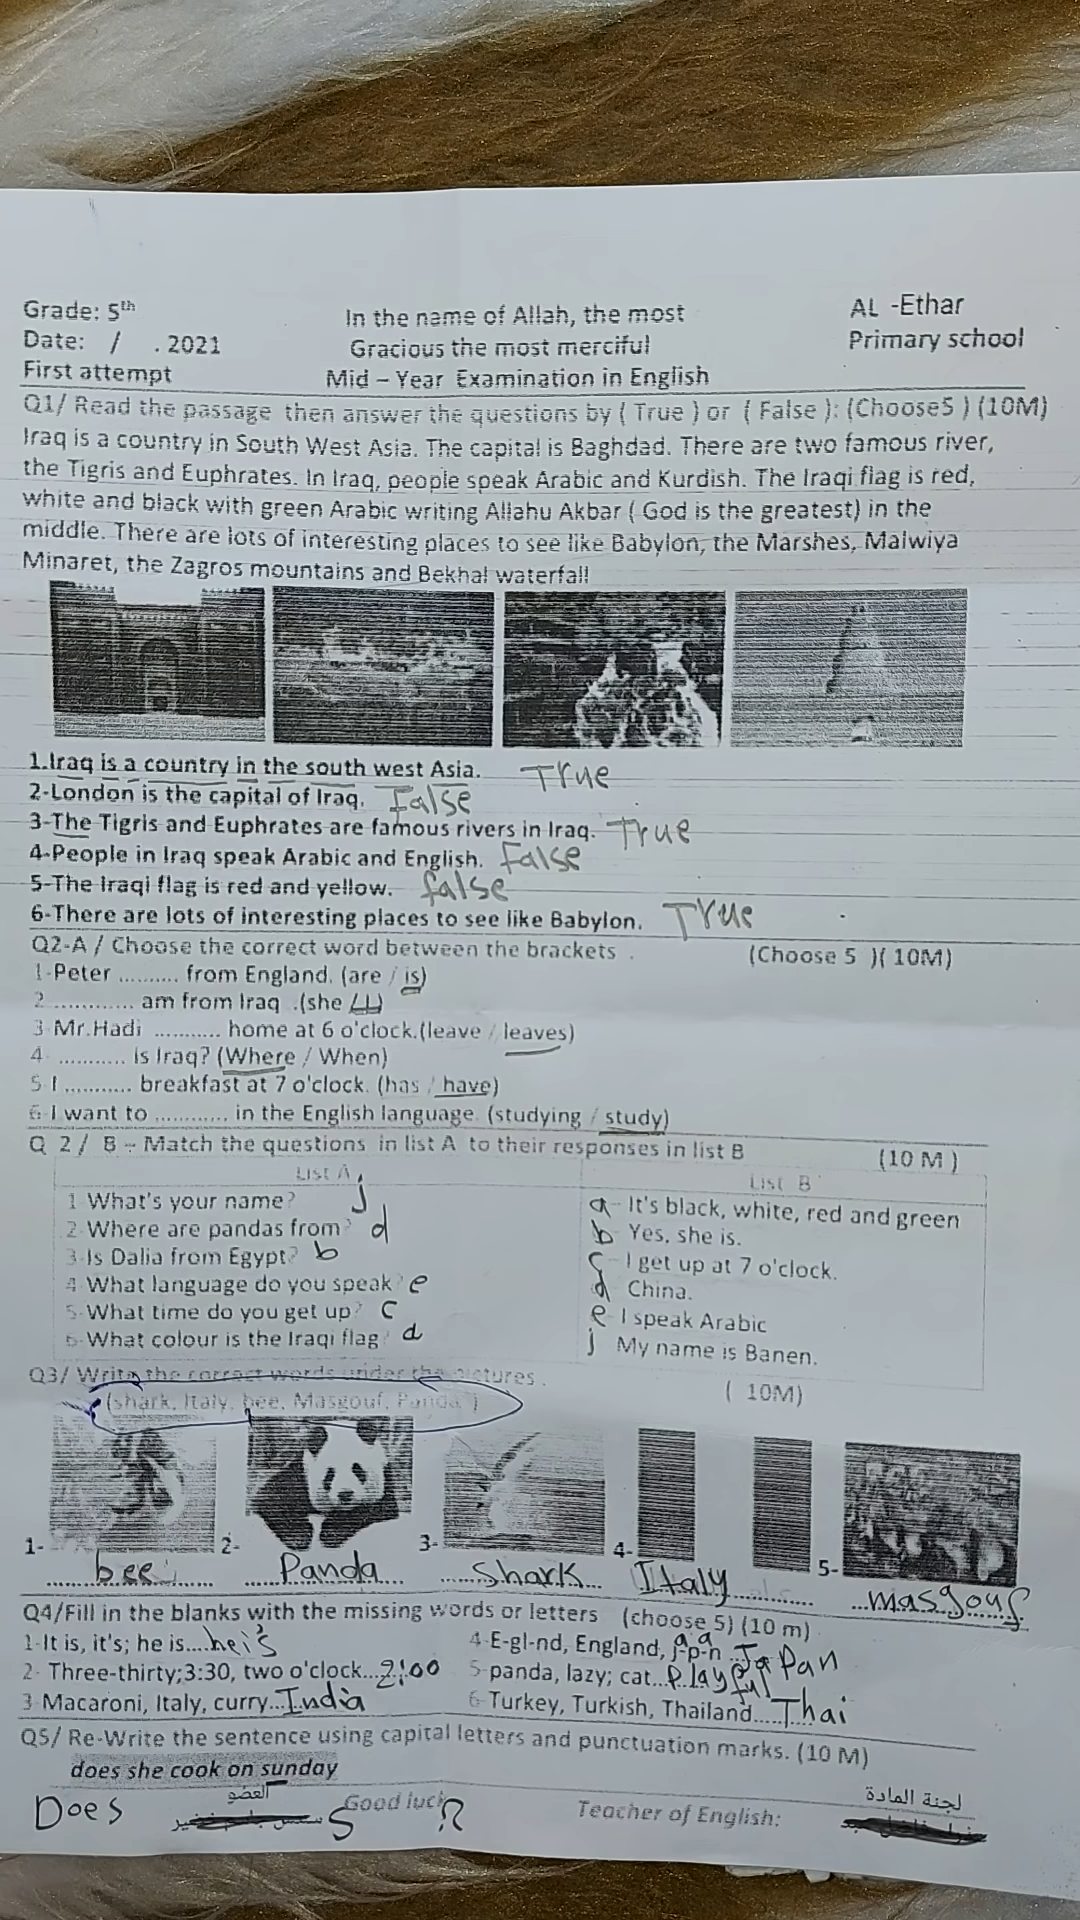 Grade: 5th
In the name of Allah, the most
AL -Ethar
Date: / . 2021
Gracious the most merciful
Primary school
First attempt
Mid – Year Examination in English
Q1/ Read the passage then answer the questions by ( True ) or ( False ): (Choose5 ) (10M)
Iraq is a country in South West Asia. The capital is Baghdad. There are two famous river,
the Tigris and Euphrates. In Iraq, people speak Arabic and Kurdish. The Iraqi flag is red,
white and black with green Arabic writing Allahu Akbar ( God is the greatest) in the
middle. There are lots of interesting places to see like Babylon, the Marshes, Malwiya
Minaret, the Zagros mountains and Bekhal waterfall
1.Iraq is a country in the south west Asia. True
2-London is the capital of Iraq. False
3-The Tigris and Euphrates are famous rivers in Iraq. True
4-People in Iraq speak Arabic and English. False
5-The Iraqi flag is red and yellow. false
6-There are lots of interesting places to see like Babylon. True
Q2-A / Choose the correct word between the brackets . (Choose 5 )( 10M)
1-Peter .......... from England. (are / is)
2 ............ am from Iraq .(she / I)
3 Mr.Hadi ........... home at 6 o'clock.(leave / leaves)
4 ........... is Iraq? (Where / When)
5-I ........... breakfast at 7 o'clock. (has / have)
6-I want to ............ in the English language. (studying / study)
Q 2 / B – Match the questions in list A to their responses in list B (10 M )
List A
List B
1 What's your name? j
a- It's black, white, red and green
2-Where are pandas from? d
b- Yes, she is.
3-Is Dalia from Egypt? b
c- I get up at 7 o'clock.
4 What language do you speak? e
d China.
5-What time do you get up? c
e- I speak Arabic
6-What colour is the Iraqi flag? d
j My name is Banen.
Q3/ Write the correct words under the pictures. ( 10M)
(shark, Italy, bee, Masgouf, Panda )
1- 2- 3- 4- 5-
bee Panda Shark Italy masgouf
Q4/Fill in the blanks with the missing words or letters (choose 5) (10 m)
1-It is, it's; he is....he's
4-E-gl-nd, England, j-p-n a a Japan
2- Three-thirty;3:30, two o'clock...2:00
5-panda, lazy; cat...Playful
3 Macaroni, Italy, curry...India
6 Turkey, Turkish, Thailand.....Thai
Q5/ Re-Write the sentence using capital letters and punctuation marks. (10 M)
does she cook on sunday
العضو
لجنة المادة
Does S ?
Good luck
Teacher of English: